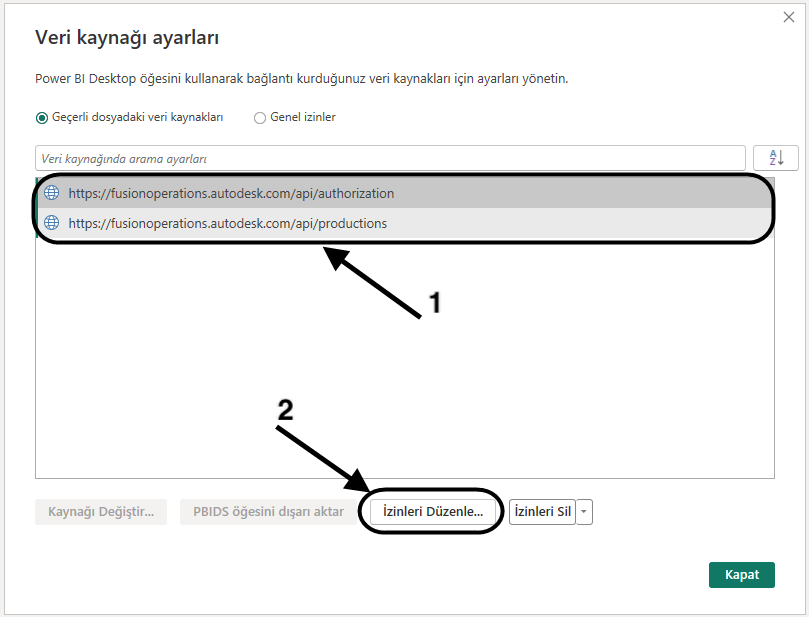 Veri kaynağı ayarları
Power BI Desktop öğesini kullanarak bağlantı kurduğunuz veri kaynakları için ayarları yönetin.
Geçerli dosyadaki veri kaynakları
Genel izinler
Veri kaynağında arama ayarları
A
Z
https://fusionoperations.autodesk.com/api/authorization
https://fusionoperations.autodesk.com/api/productions
1
2
Kaynağı Değiştir...
PBIDS öğesini dışarı aktar
İzinleri Düzenle...
İzinleri Sil
Kapat